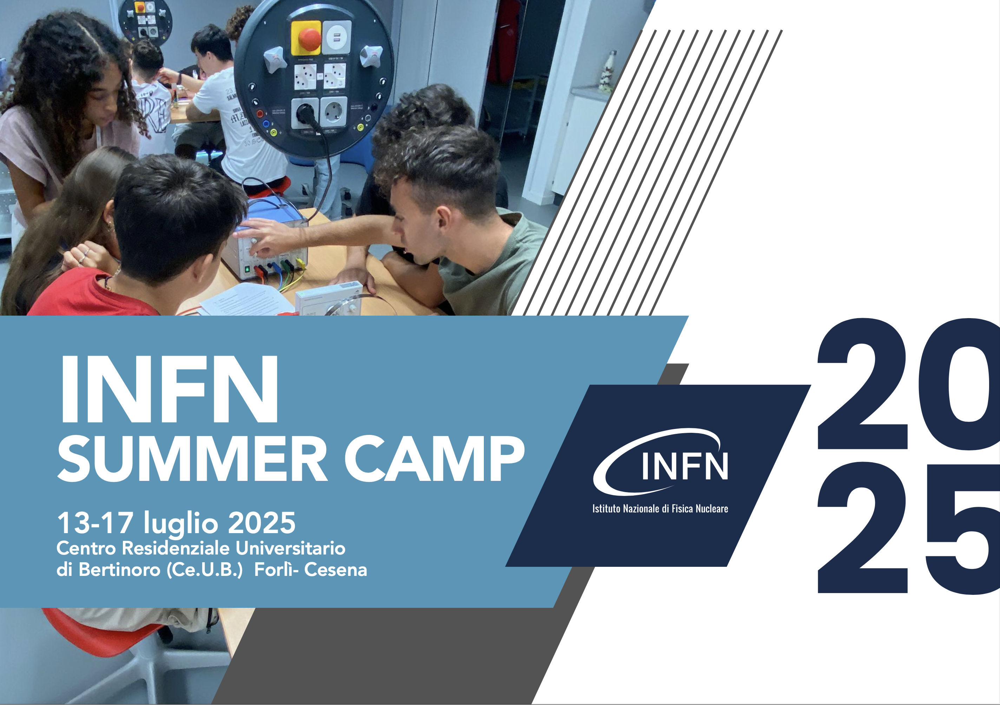 INFN
SUMMER CAMP
13-17 luglio 2025
Centro Residenziale Universitario
di Bertinoro (Ce.U.B.) Forlì- Cesena
INFN
Istituto Nazionale di Fisica Nucleare
20
25